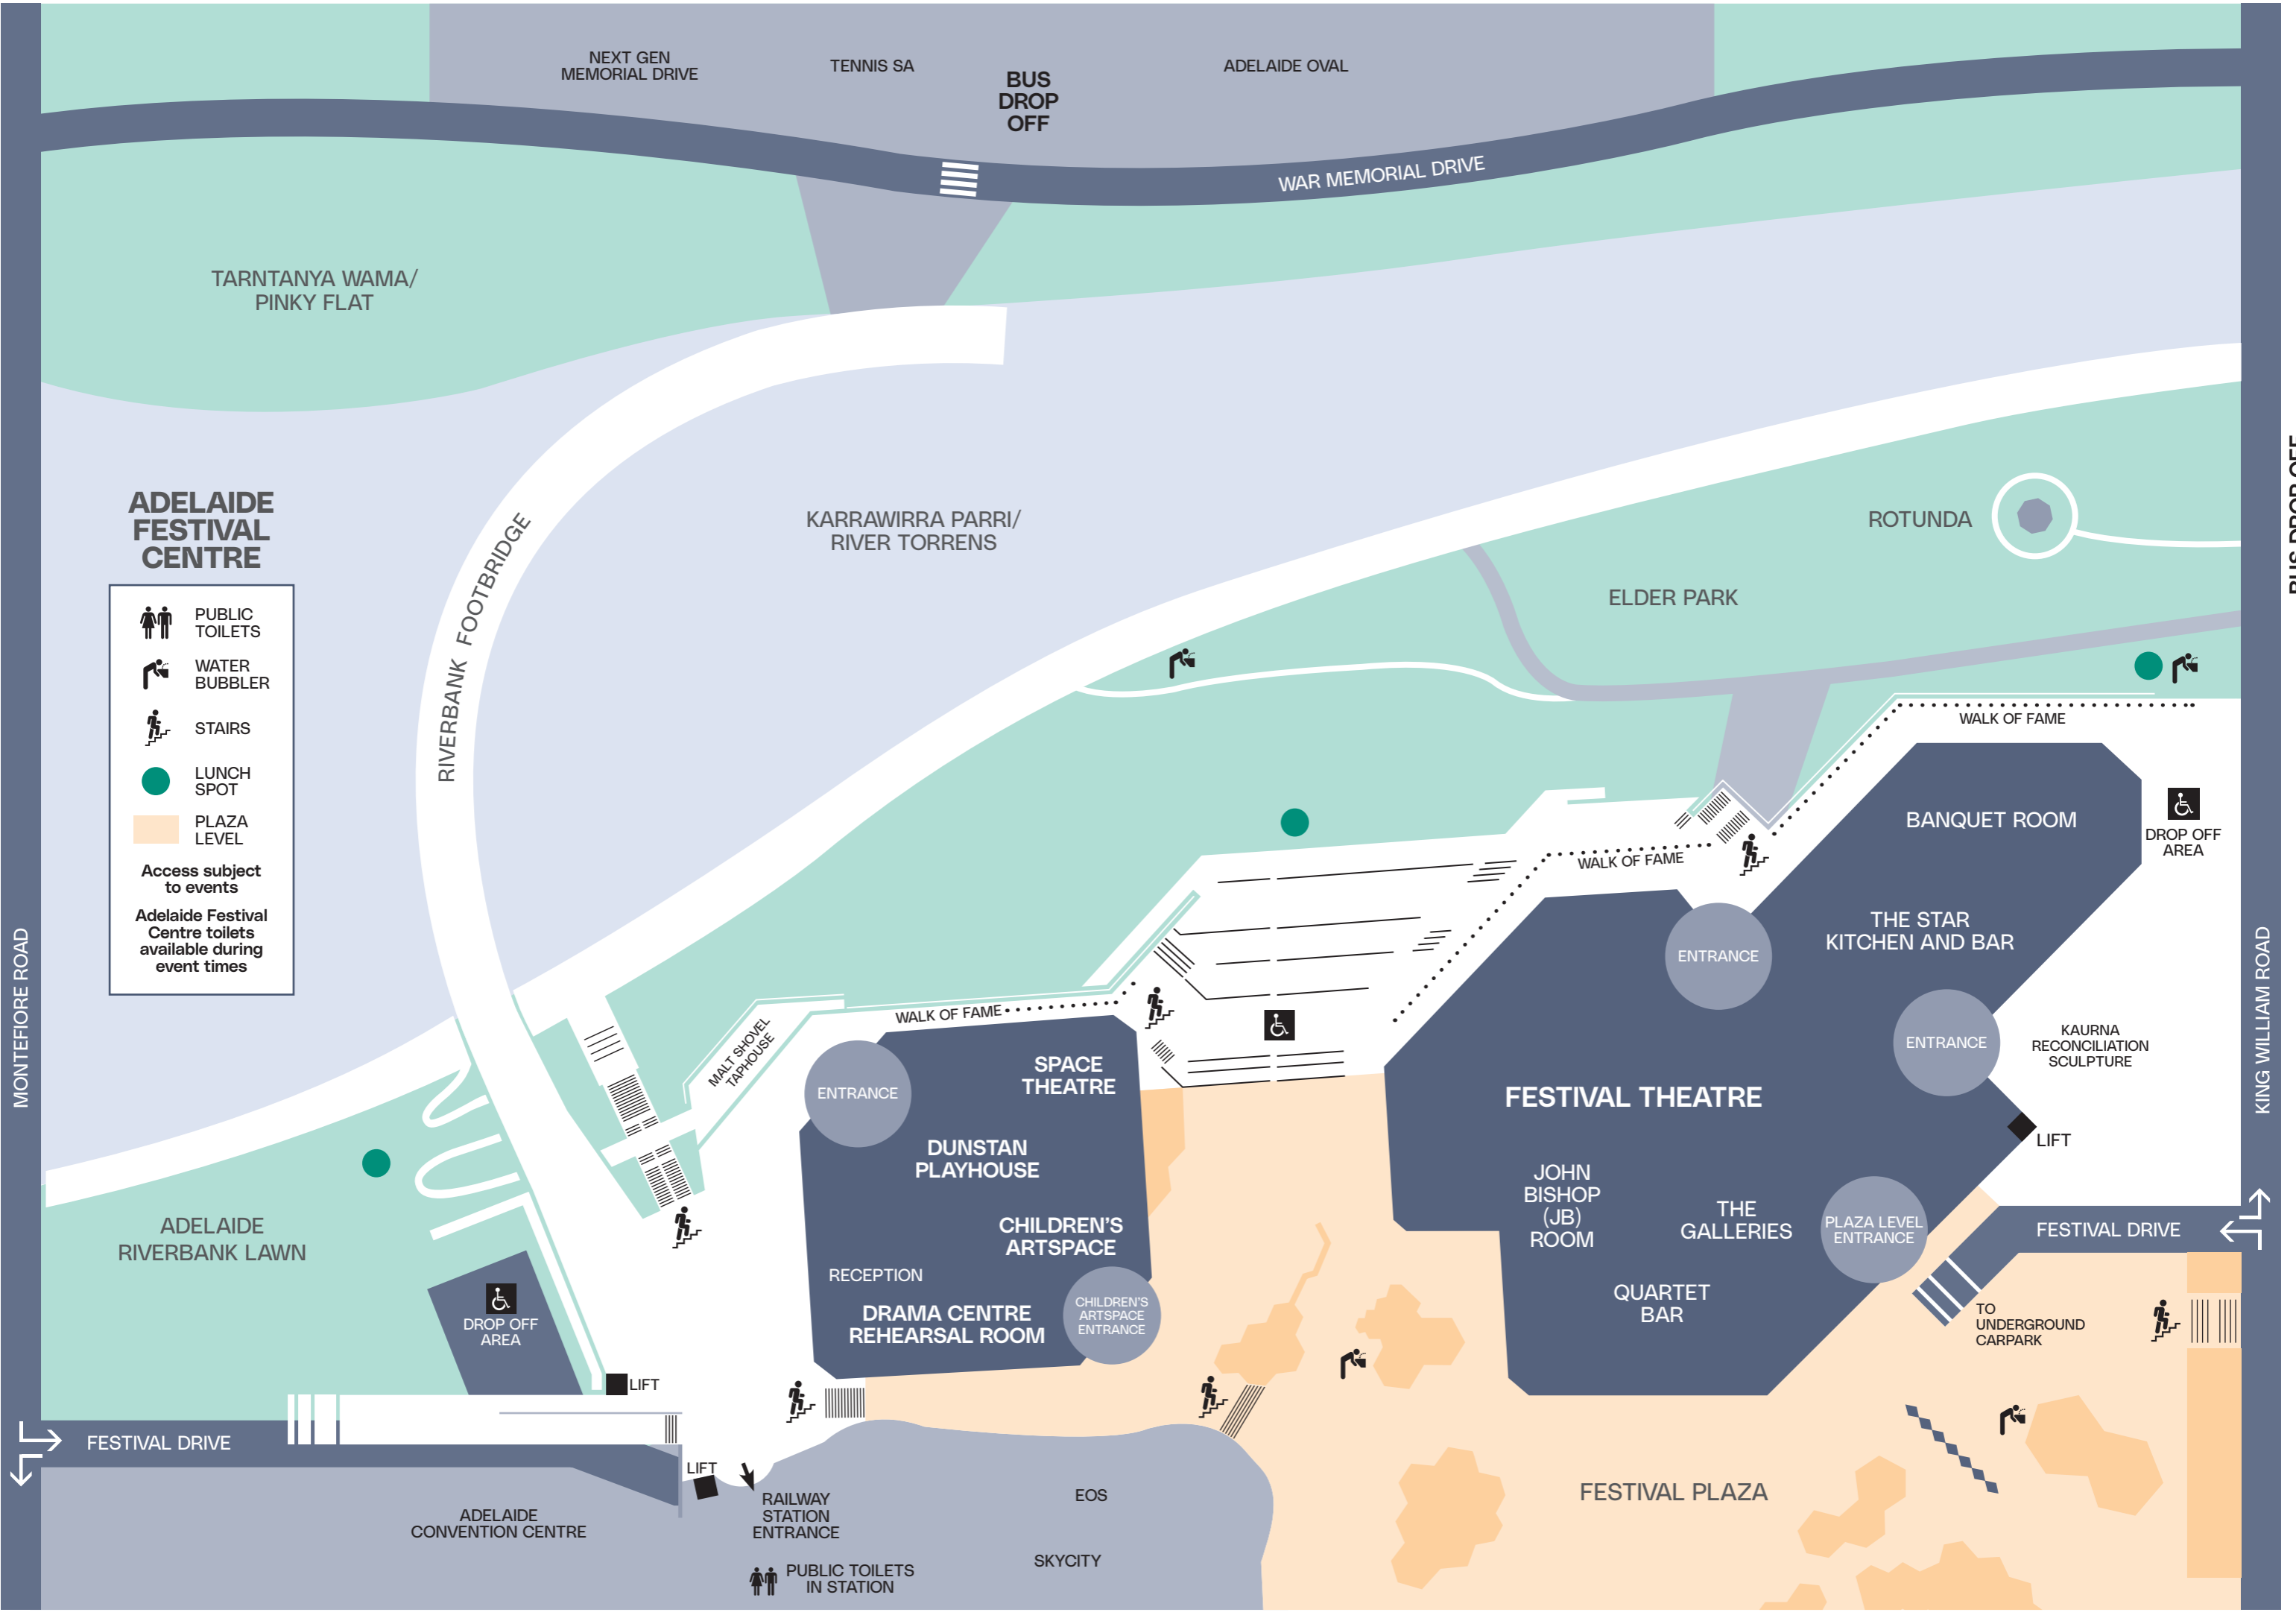 NEXT GEN
MEMORIAL DRIVE
TENNIS SA
BUS
DROP
OFF
ADELAIDE OVAL
WAR MEMORIAL DRIVE
TARNTANYA WAMA/
PINKY FLAT
ADELAIDE
FESTIVAL
CENTRE
PUBLIC
TOILETS
WATER
BUBBLER
STAIRS
LUNCH
SPOT
PLAZA
LEVEL
Access subject
to events
Adelaide Festival
Centre toilets
available during
event times
RIVERBANK FOOTBRIDGE
KARRAWIRRA PARRI/
RIVER TORRENS
ROTUNDA
ELDER PARK
BUS DROP OFF
WALK OF FAME
BANQUET ROOM
DROP OFF
AREA
WALK OF FAME
THE STAR
KITCHEN AND BAR
ENTRANCE
ENTRANCE
KAURNA
RECONCILIATION
SCULPTURE
MONTEFIORE ROAD
KING WILLIAM ROAD
WALK OF FAME
MALT SHOVEL
TAPHOUSE
ENTRANCE
SPACE
THEATRE
FESTIVAL THEATRE
LIFT
DUNSTAN
PLAYHOUSE
JOHN
BISHOP
(JB)
ROOM
THE
GALLERIES
PLAZA LEVEL
ENTRANCE
FESTIVAL DRIVE
ADELAIDE
RIVERBANK LAWN
CHILDREN'S
ARTSPACE
RECEPTION
DRAMA CENTRE
REHEARSAL ROOM
CHILDREN'S
ARTSPACE
ENTRANCE
QUARTET
BAR
TO
UNDERGROUND
CARPARK
DROP OFF
AREA
LIFT
FESTIVAL DRIVE
LIFT
RAILWAY
STATION
ENTRANCE
EOS
FESTIVAL PLAZA
ADELAIDE
CONVENTION CENTRE
SKYCITY
PUBLIC TOILETS
IN STATION